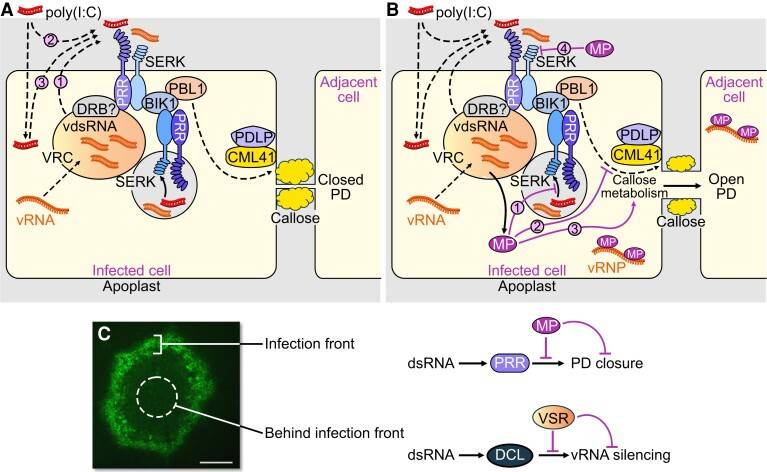 A
poly(I:C)
2
3
1
SERK
PRR
DRB?
vdsRNA
BIK1
PBL1
PRR
VRC
SERK
vRNA
PDLP
CML41
Adjacent
cell
Closed
PD
Callose
Infected cell
Apoplast
B
poly(I:C)
4
MP
SERK
PRR
DRB?
vdsRNA
BIK1
PBL1
PRR
VRC
SERK
vRNA
PDLP
CML41
Adjacent
cell
MP
MP
Callose
metabolism
Open
PD
Callose
1
2
3
MP
MP
MP
vRNP
Infected cell
Apoplast
C
Infection front
Behind infection front
MP
dsRNA
PRR
PD closure
VSR
dsRNA
DCL
vRNA silencing